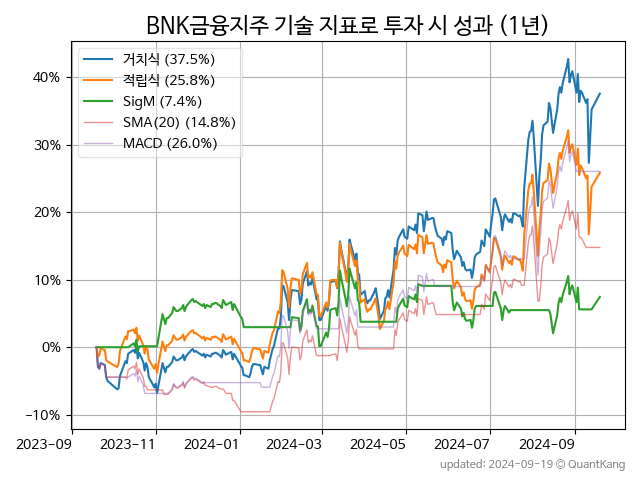 BNK금융지주 기술 지표로 투자 시 성과 (1년)
거치식 (37.5%)
적립식 (25.8%)
SigM (7.4%)
SMA(20) (14.8%)
MACD (26.0%)
40%
30%
20%
10%
0%
−10%
2023-09 2023-11 2024-01 2024-03 2024-05 2024-07 2024-09
updated: 2024-09-19 © QuantKang